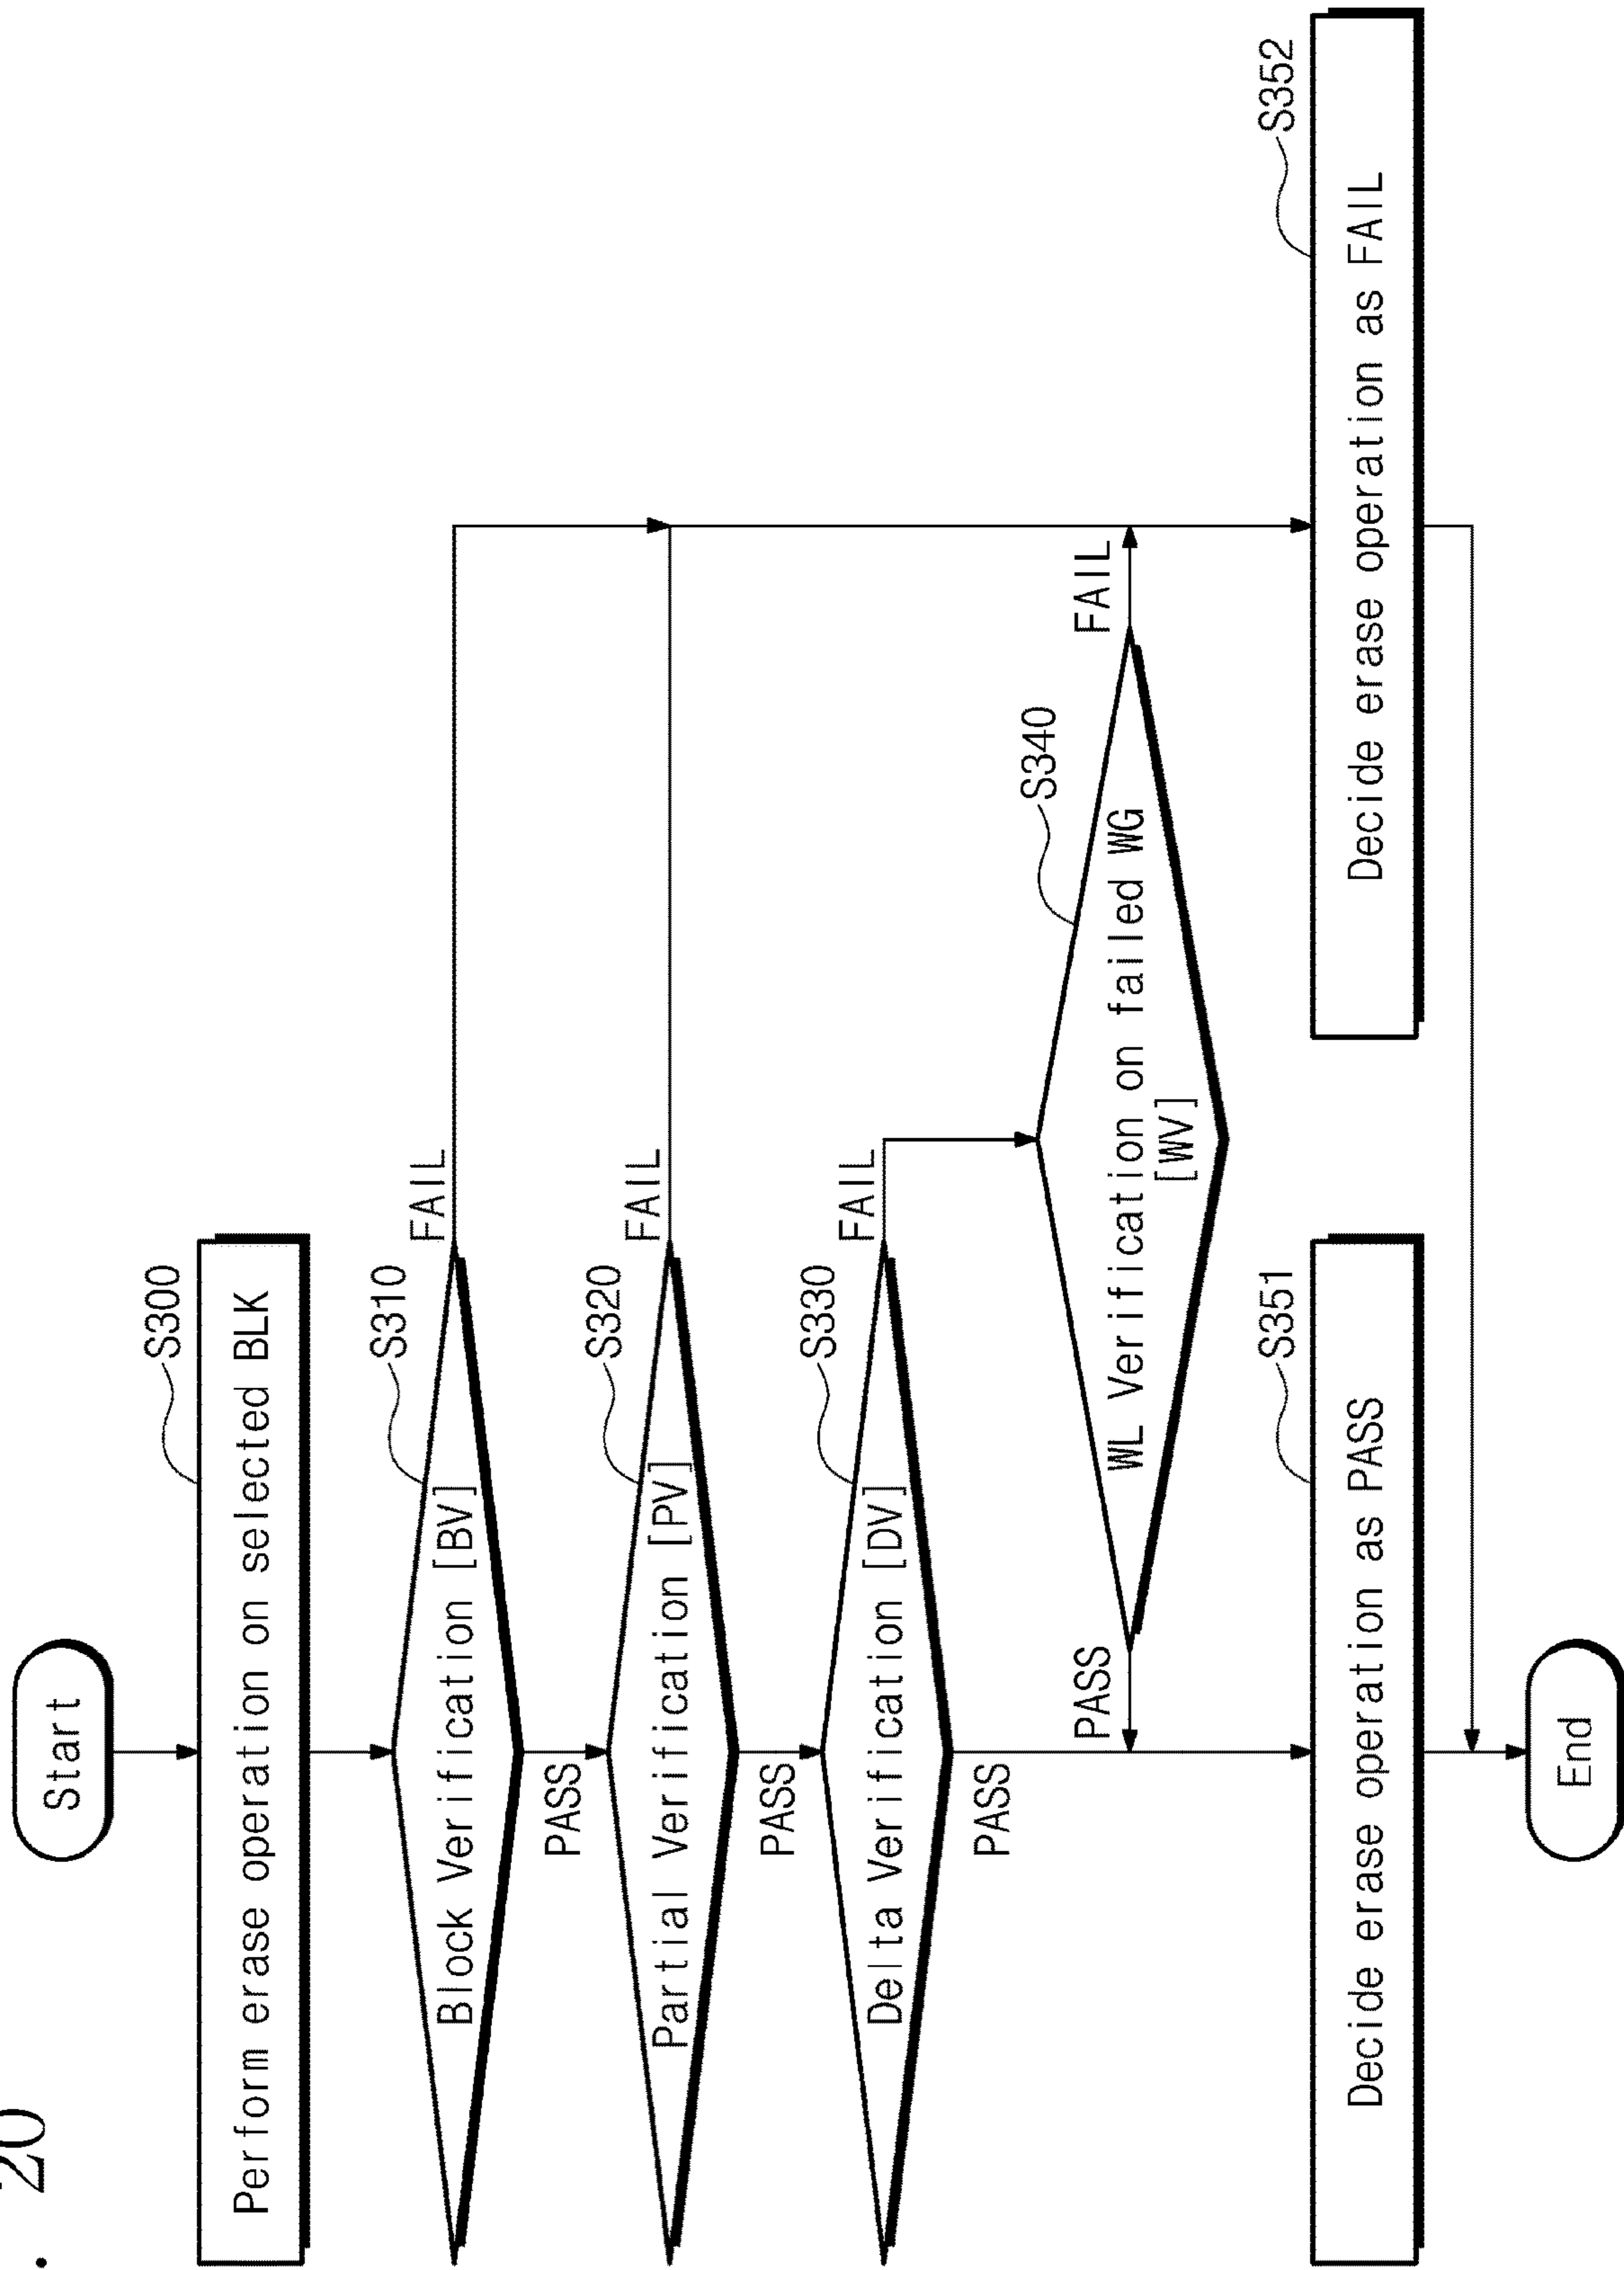 . 20
Start
S300
Perform erase operation on selected BLK
S310
Block Verification [BV]
FAIL
PASS
S320
Partial Verification [PV]
FAIL
PASS
S330
Delta Verification [DV]
FAIL
PASS
S340
WL Verification on failed WG
[WV]
PASS
FAIL
S351
Decide erase operation as PASS
S352
Decide erase operation as FAIL
End